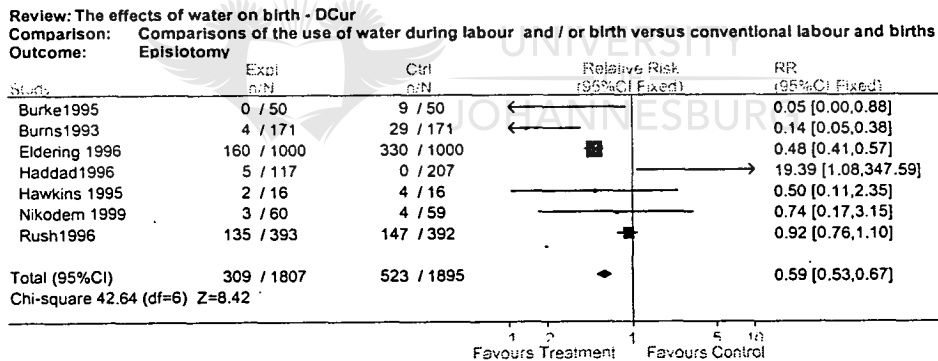 Review: The effects of water on birth - DCur
Comparison: Comparisons of the use of water during labour and / or birth versus conventional labour and births
Outcome: Episiotomy
UNIVERSITY
JOHANNESBURG
Expt Ctrl Relative Risk RR
Study n/N n/N (95%CI Fixed) (95%CI Fixed)
Burke1995 0 / 50 9 / 50 0.05 [0.00,0.88]
Burns1993 4 / 171 29 / 171 0.14 [0.05,0.38]
Eldering 1996 160 / 1000 330 / 1000 0.48 [0.41,0.57]
Haddad1996 5 / 117 0 / 207 19.39 [1.08,347.59]
Hawkins 1995 2 / 16 4 / 16 0.50 [0.11,2.35]
Nikodem 1999 3 / 60 4 / 59 0.74 [0.17,3.15]
Rush1996 135 / 393 147 / 392 0.92 [0.76,1.10]
Total (95%CI) 309 / 1807 523 / 1895 0.59 [0.53,0.67]
Chi-square 42.64 (df=6) Z=8.42
.1 .2 1 5 10
Favours Treatment Favours Control